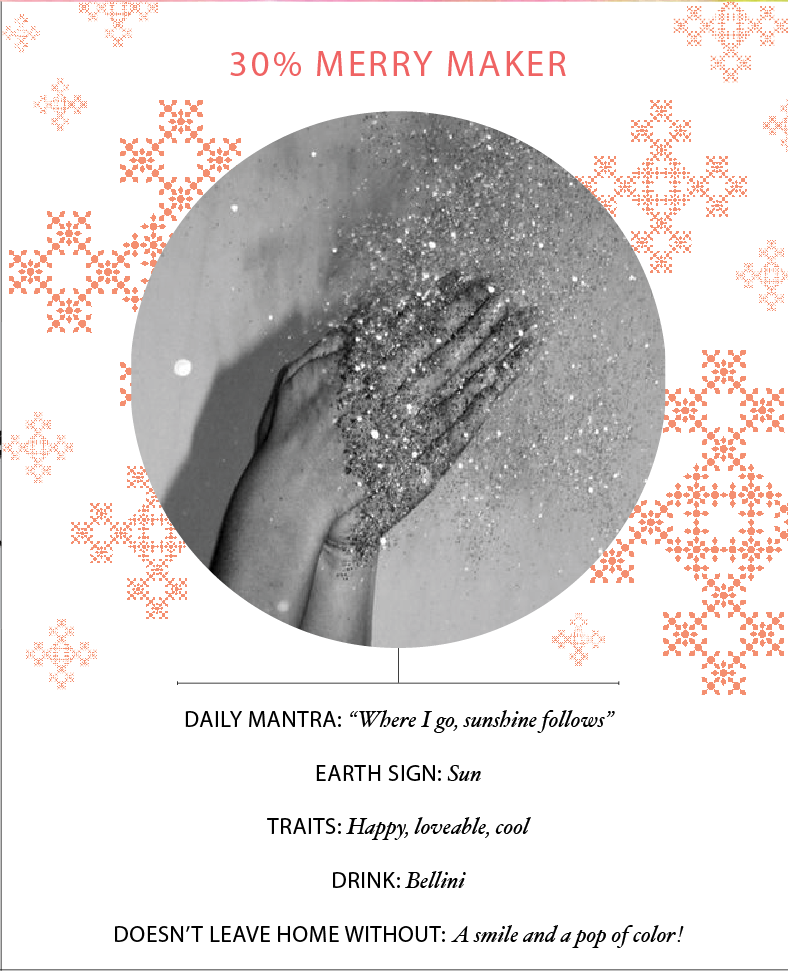 30% MERRY MAKER
DAILY MANTRA: “Where I go, sunshine follows”
EARTH SIGN: Sun
TRAITS: Happy, loveable, cool
DRINK: Bellini
DOESN’T LEAVE HOME WITHOUT: A smile and a pop of color!